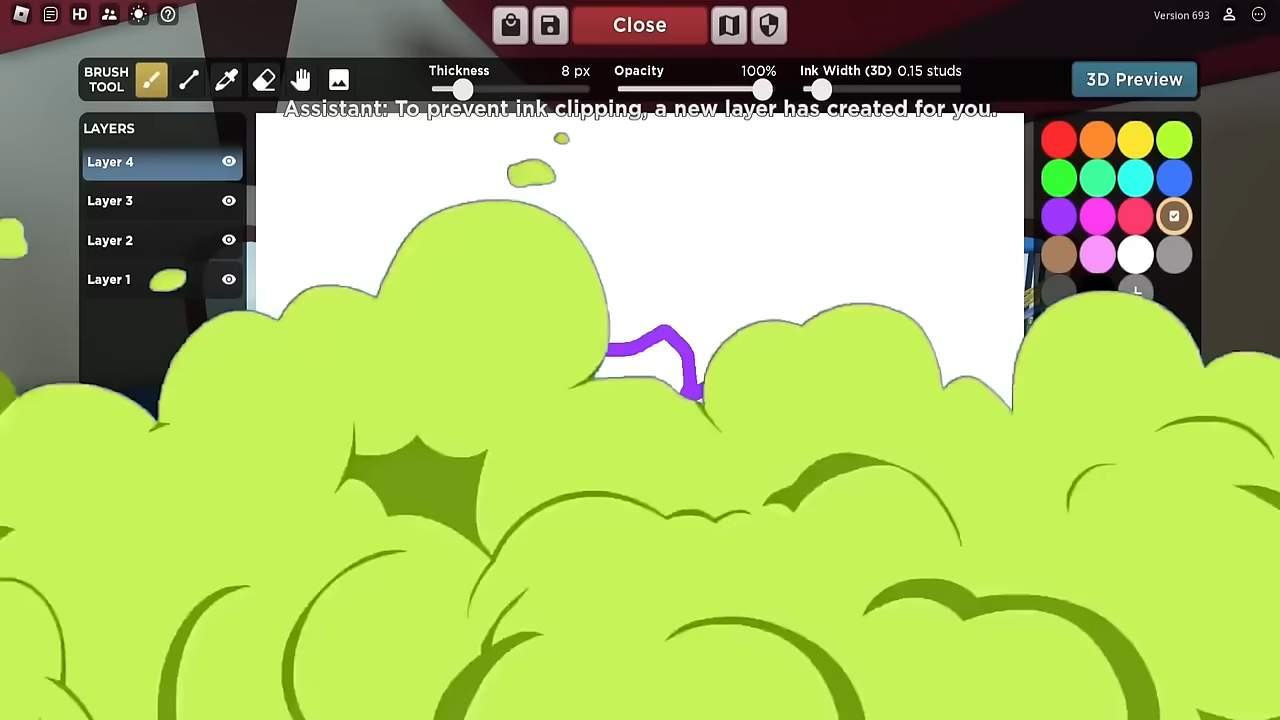 HD
Close
Version 693
BRUSH
TOOL
Thickness
8 px
Opacity
100%
Ink Width (3D)
0.15 studs
3D Preview
Assistant: To prevent ink clipping, a new layer has created for you.
LAYERS
Layer 4
Layer 3
Layer 2
Layer 1
L